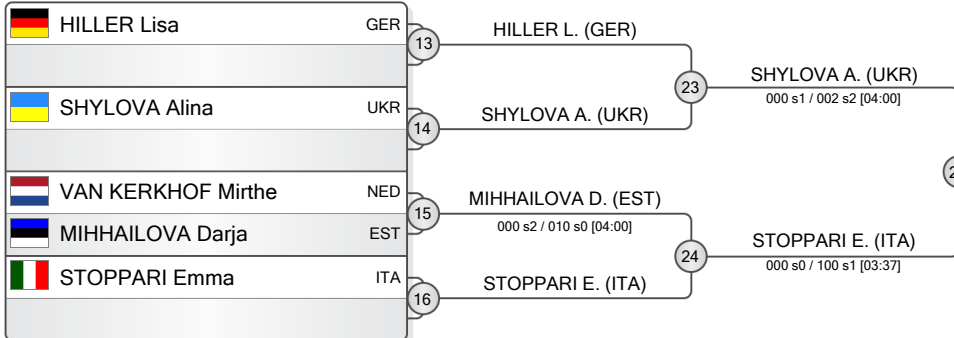 HILLER Lisa GER
13
HILLER L. (GER)
23
SHYLOVA A. (UKR)
000 s1 / 002 s2 [04:00]
SHYLOVA Alina UKR
14
SHYLOVA A. (UKR)
VAN KERKHOF Mirthe NED
15
MIHHAILOVA D. (EST)
000 s2 / 010 s0 [04:00]
MIHHAILOVA Darja EST
24
STOPPARI E. (ITA)
000 s0 / 100 s1 [03:37]
STOPPARI Emma ITA
16
STOPPARI E. (ITA)